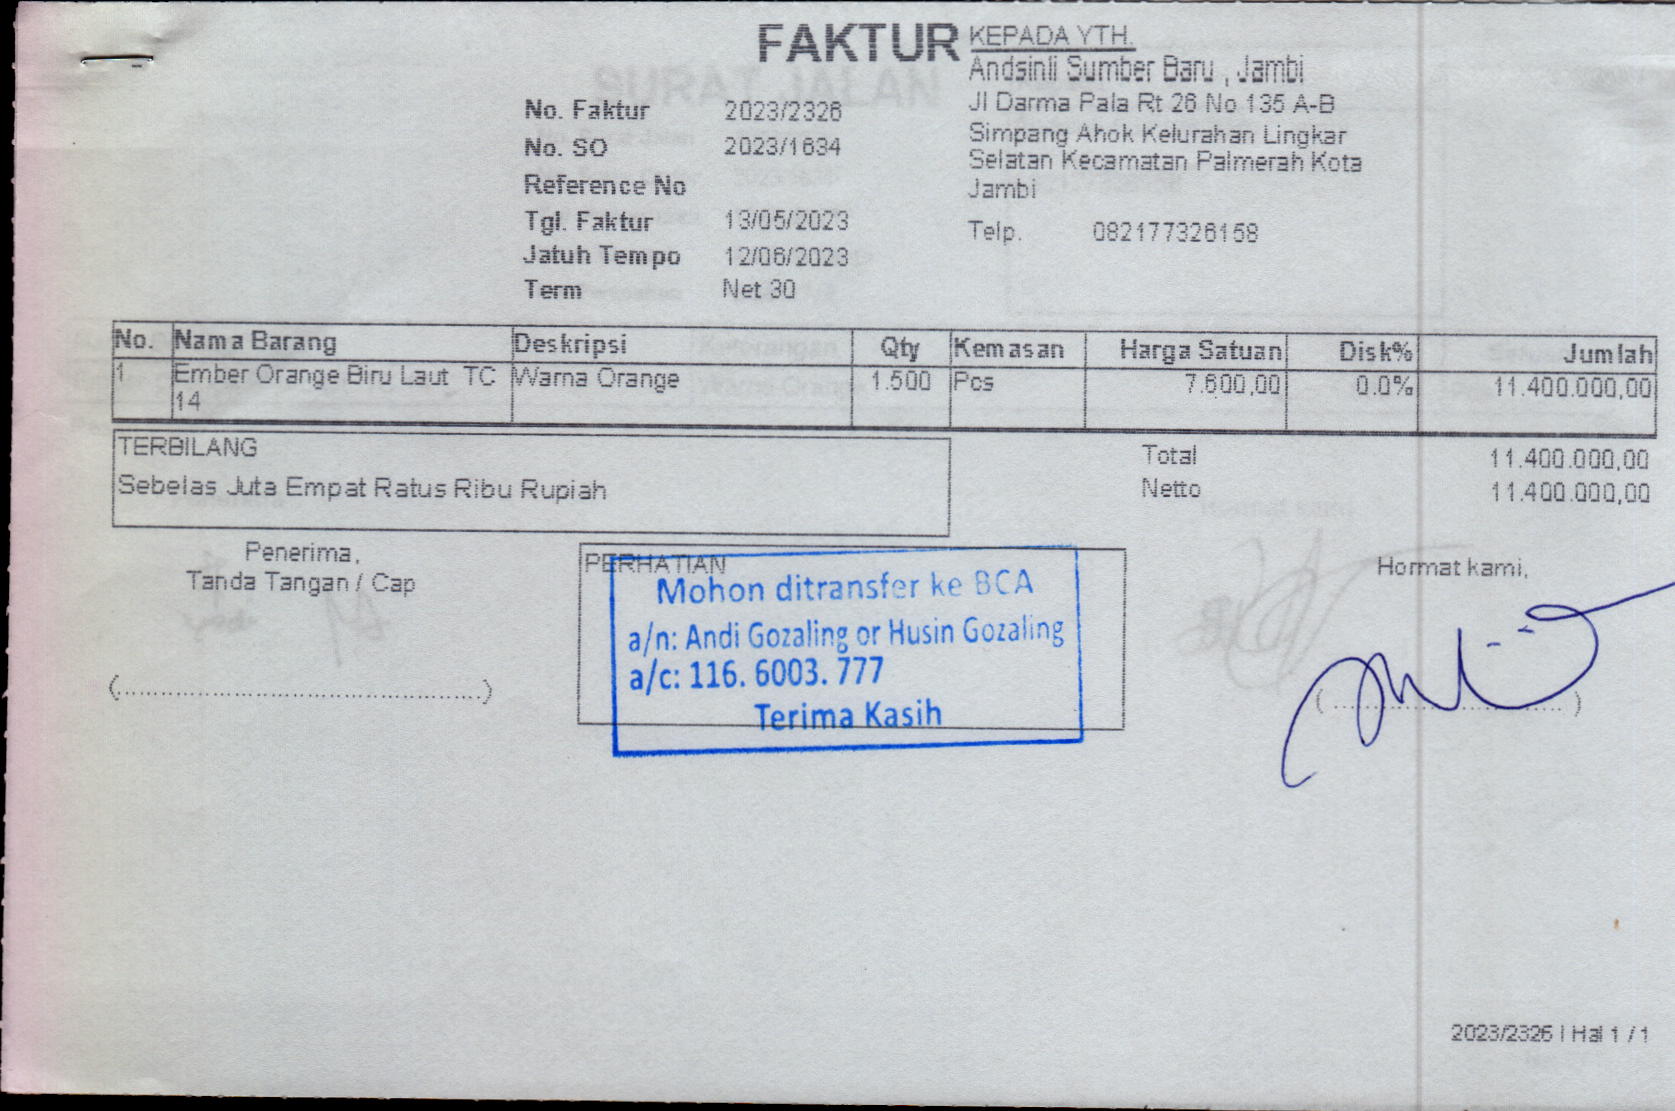 FAKTUR
KEPADA YTH.
Andsinli Sumber Baru , Jambi
Jl Darma Pala Rt 26 No 135 A-B
Simpang Ahok Kelurahan Lingkar
Selatan Kecamatan Palmerah Kota
Jambi
Telp. 082177326158
No. Faktur 2023/2326
No. SO 2023/1634
Reference No
Tgl. Faktur 13/05/2023
Jatuh Tempo 12/06/2023
Term Net 30
No. Nama Barang Deskripsi Qty Kemasan Harga Satuan Disk% Jumlah
1 Ember Orange Biru Laut TC Warna Orange 1.500 Pcs 7.600,00 0.0% 11.400.000,00
14
TERBILANG
Sebelas Juta Empat Ratus Ribu Rupiah
Total 11.400.000,00
Netto 11.400.000,00
Penerima,
Tanda Tangan / Cap
(......................................................)
PERHATIAN
Mohon ditransfer ke BCA
a/n: Andi Gozaling or Husin Gozaling
a/c: 116. 6003. 777
Terima Kasih
Hormat kami,
(..................................)
2023/2326 | Hal 1 / 1